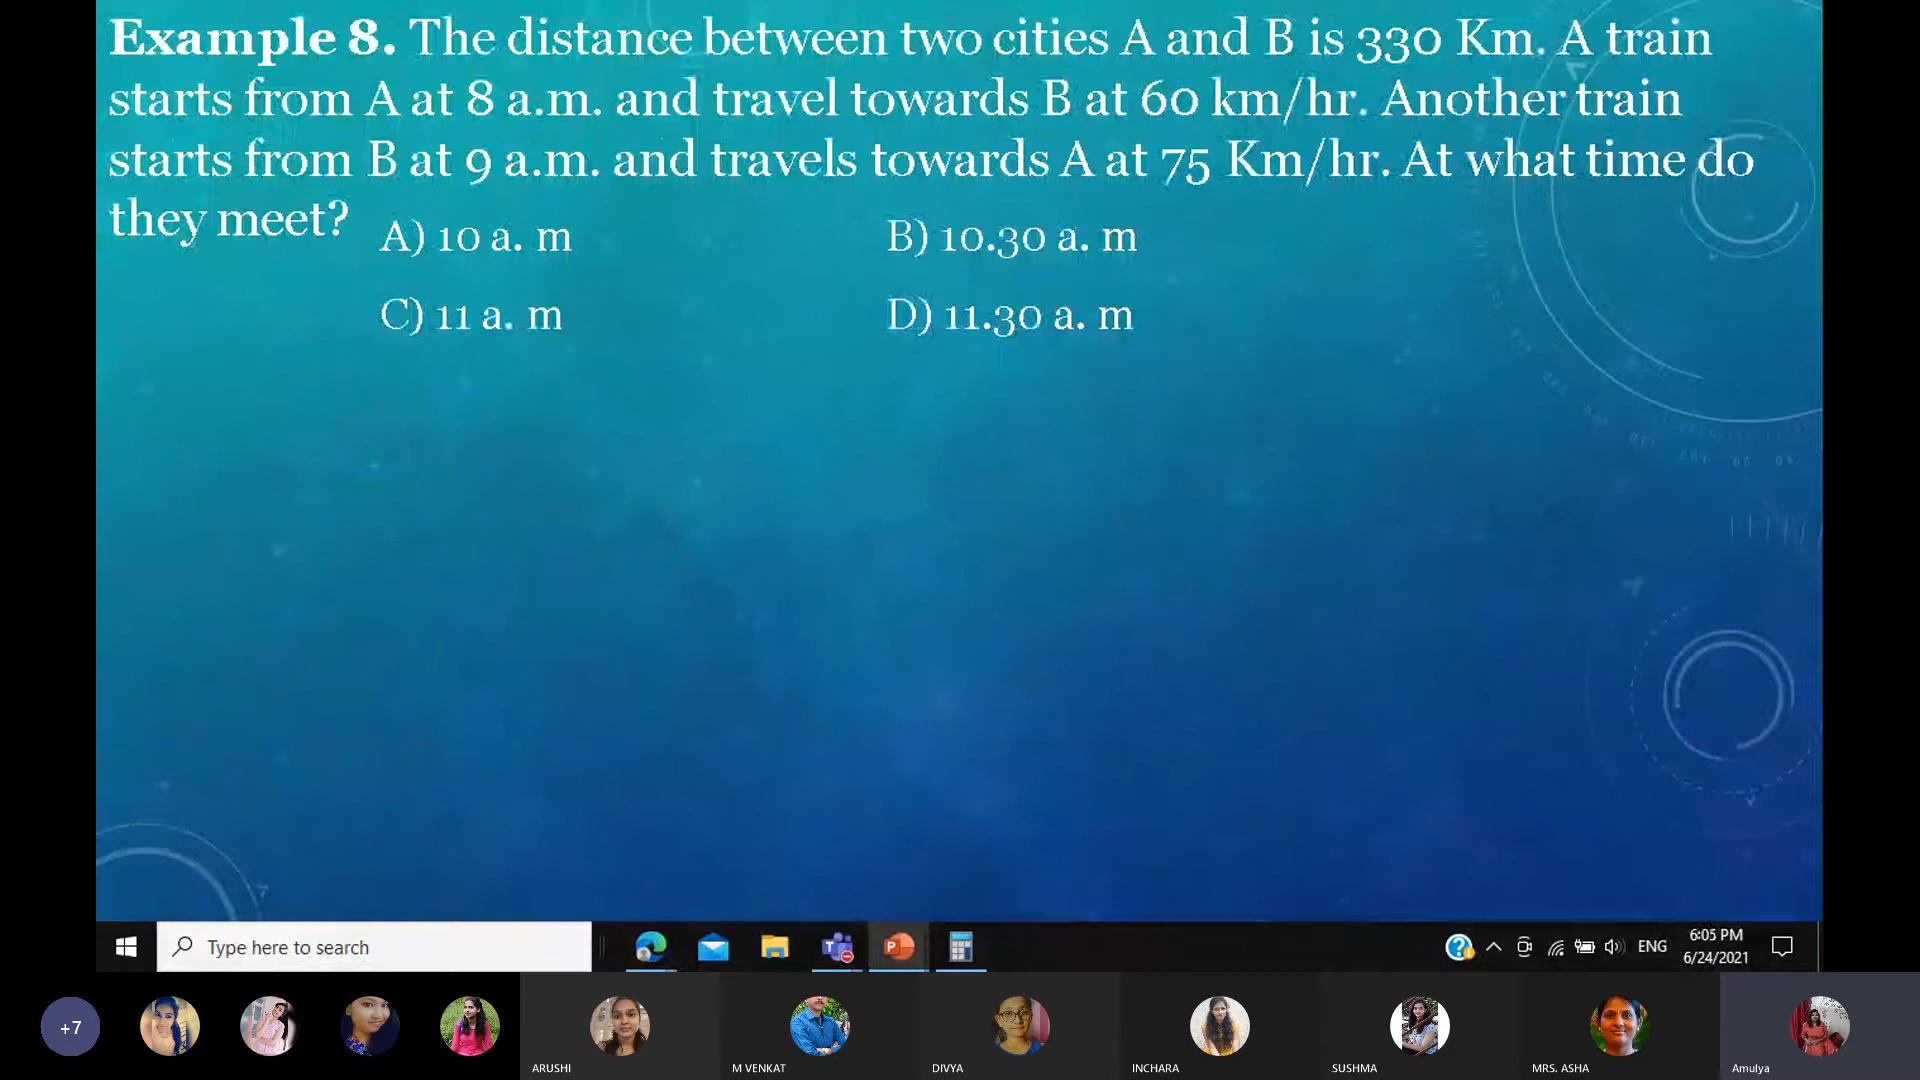 Example 8. The distance between two cities A and B is 330 Km. A train
starts from A at 8 a.m. and travel towards B at 60 km/hr. Another train
starts from B at 9 a.m. and travels towards A at 75 Km/hr. At what time do
they meet?
A) 10 a. m B) 10.30 a. m
C) 11 a. m D) 11.30 a. m
Type here to search
ENG
6:05 PM
6/24/2021
+7
ARUSHI
M VENKAT
DIVYA
INCHARA
SUSHMA
MRS. ASHA
Amulya